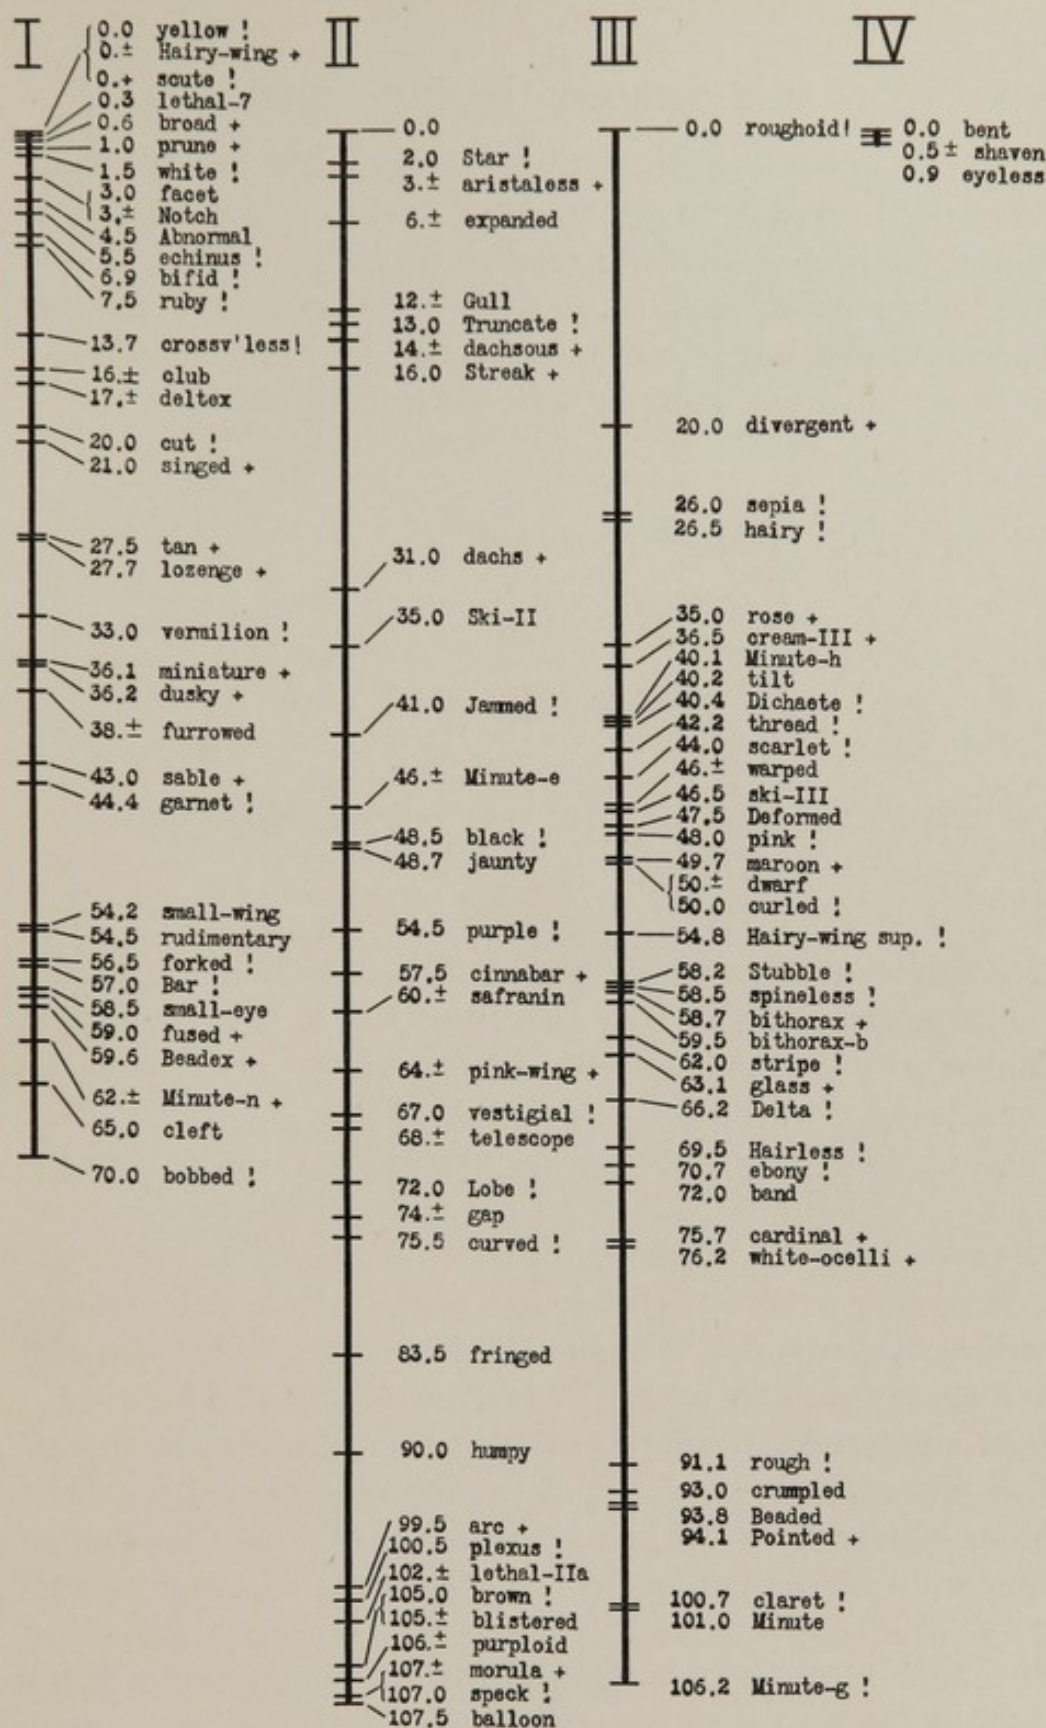 I
0.0 yellow !
0.± Hairy-wing +
0.+ scute !
0.3 lethal-7
0.6 broad +
1.0 prune +
1.5 white !
3.0 facet
3.± Notch
4.5 Abnormal
5.5 echinus !
6.9 bifid !
7.5 ruby !
13.7 crossv'less!
16.± club
17.± deltex
20.0 cut !
21.0 singed +
27.5 tan +
27.7 lozenge +
33.0 vermilion !
36.1 miniature +
36.2 dusky +
38.± furrowed
43.0 sable +
44.4 garnet !
54.2 small-wing
54.5 rudimentary
56.5 forked !
57.0 Bar !
58.5 small-eye
59.0 fused +
59.6 Beadex +
62.± Minute-n +
65.0 cleft
70.0 bobbed !
II
0.0
2.0 Star !
3.± aristaless +
6.± expanded
12.± Gull
13.0 Truncate !
14.± dachsous +
16.0 Streak +
31.0 dachs +
35.0 Ski-II
41.0 Jammed !
46.± Minute-e
48.5 black !
48.7 jaunty
54.5 purple !
57.5 cinnabar +
60.± safranin
64.± pink-wing +
67.0 vestigial !
68.± telescope
72.0 Lobe !
74.± gap
75.5 curved !
83.5 fringed
90.0 humpy
99.5 arc +
100.5 plexus !
102.± lethal-IIa
105.0 brown !
105.± blistered
106.± purploid
107.± morula +
107.0 speck !
107.5 balloon
III
0.0 roughoid!
20.0 divergent +
26.0 sepia !
26.5 hairy !
35.0 rose +
36.5 cream-III +
40.1 Minute-h
40.2 tilt
40.4 Dichaete !
42.2 thread !
44.0 scarlet !
46.± warped
46.5 ski-III
47.5 Deformed
48.0 pink !
49.7 maroon +
50.± dwarf
50.0 curled !
54.8 Hairy-wing sup. !
58.2 Stubble !
58.5 spineless !
58.7 bithorax +
59.5 bithorax-b
62.0 stripe !
63.1 glass +
66.2 Delta !
69.5 Hairless !
70.7 ebony !
72.0 band
75.7 cardinal +
76.2 white-ocelli +
91.1 rough !
93.0 crumpled
93.8 Beaded
94.1 Pointed +
100.7 claret !
101.0 Minute
106.2 Minute-g !
IV
0.0 bent
0.5± shaven
0.9 eyeless